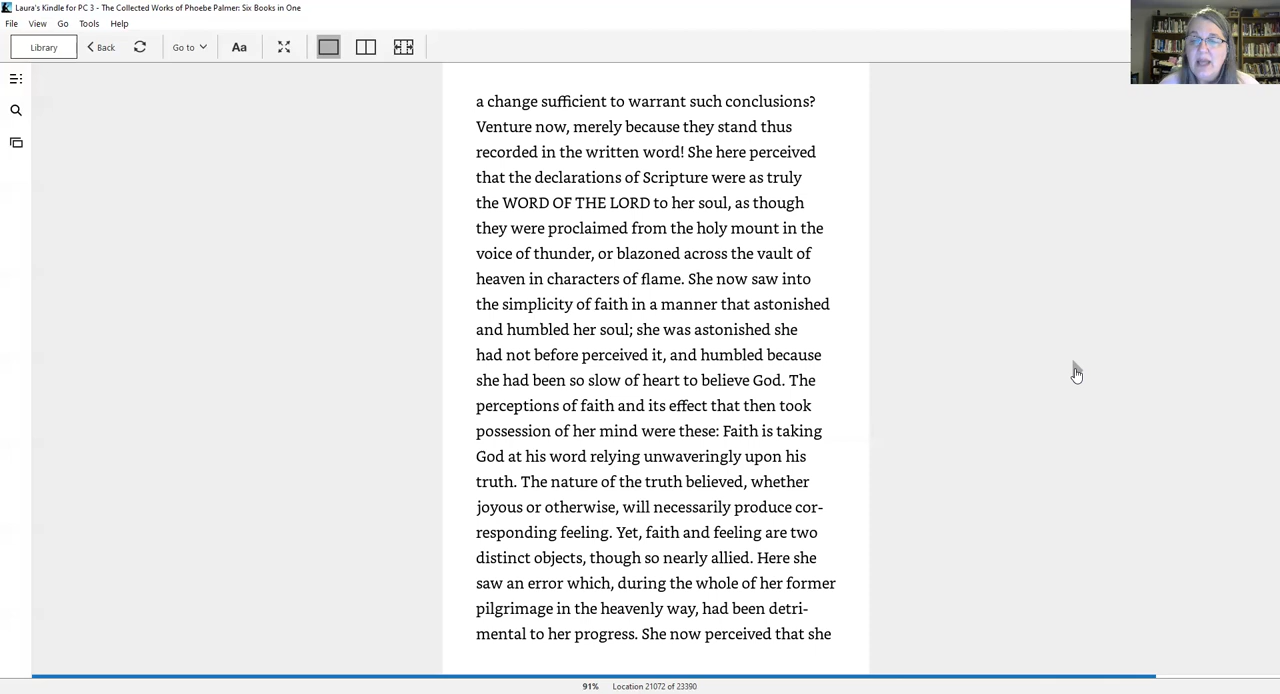 Laura's Kindle for PC 3 - The Collected Works of Phoebe Palmer: Six Books in One
File View Go Tools Help
Library Back Go to Aa
a change sufficient to warrant such conclusions?
Venture now, merely because they stand thus
recorded in the written word! She here perceived
that the declarations of Scripture were as truly
the WORD OF THE LORD to her soul, as though
they were proclaimed from the holy mount in the
voice of thunder, or blazoned across the vault of
heaven in characters of flame. She now saw into
the simplicity of faith in a manner that astonished
and humbled her soul; she was astonished she
had not before perceived it, and humbled because
she had been so slow of heart to believe God. The
perceptions of faith and its effect that then took
possession of her mind were these: Faith is taking
God at his word relying unwaveringly upon his
truth. The nature of the truth believed, whether
joyous or otherwise, will necessarily produce cor-
responding feeling. Yet, faith and feeling are two
distinct objects, though so nearly allied. Here she
saw an error which, during the whole of her former
pilgrimage in the heavenly way, had been detri-
mental to her progress. She now perceived that she
91% Location 21072 of 23390